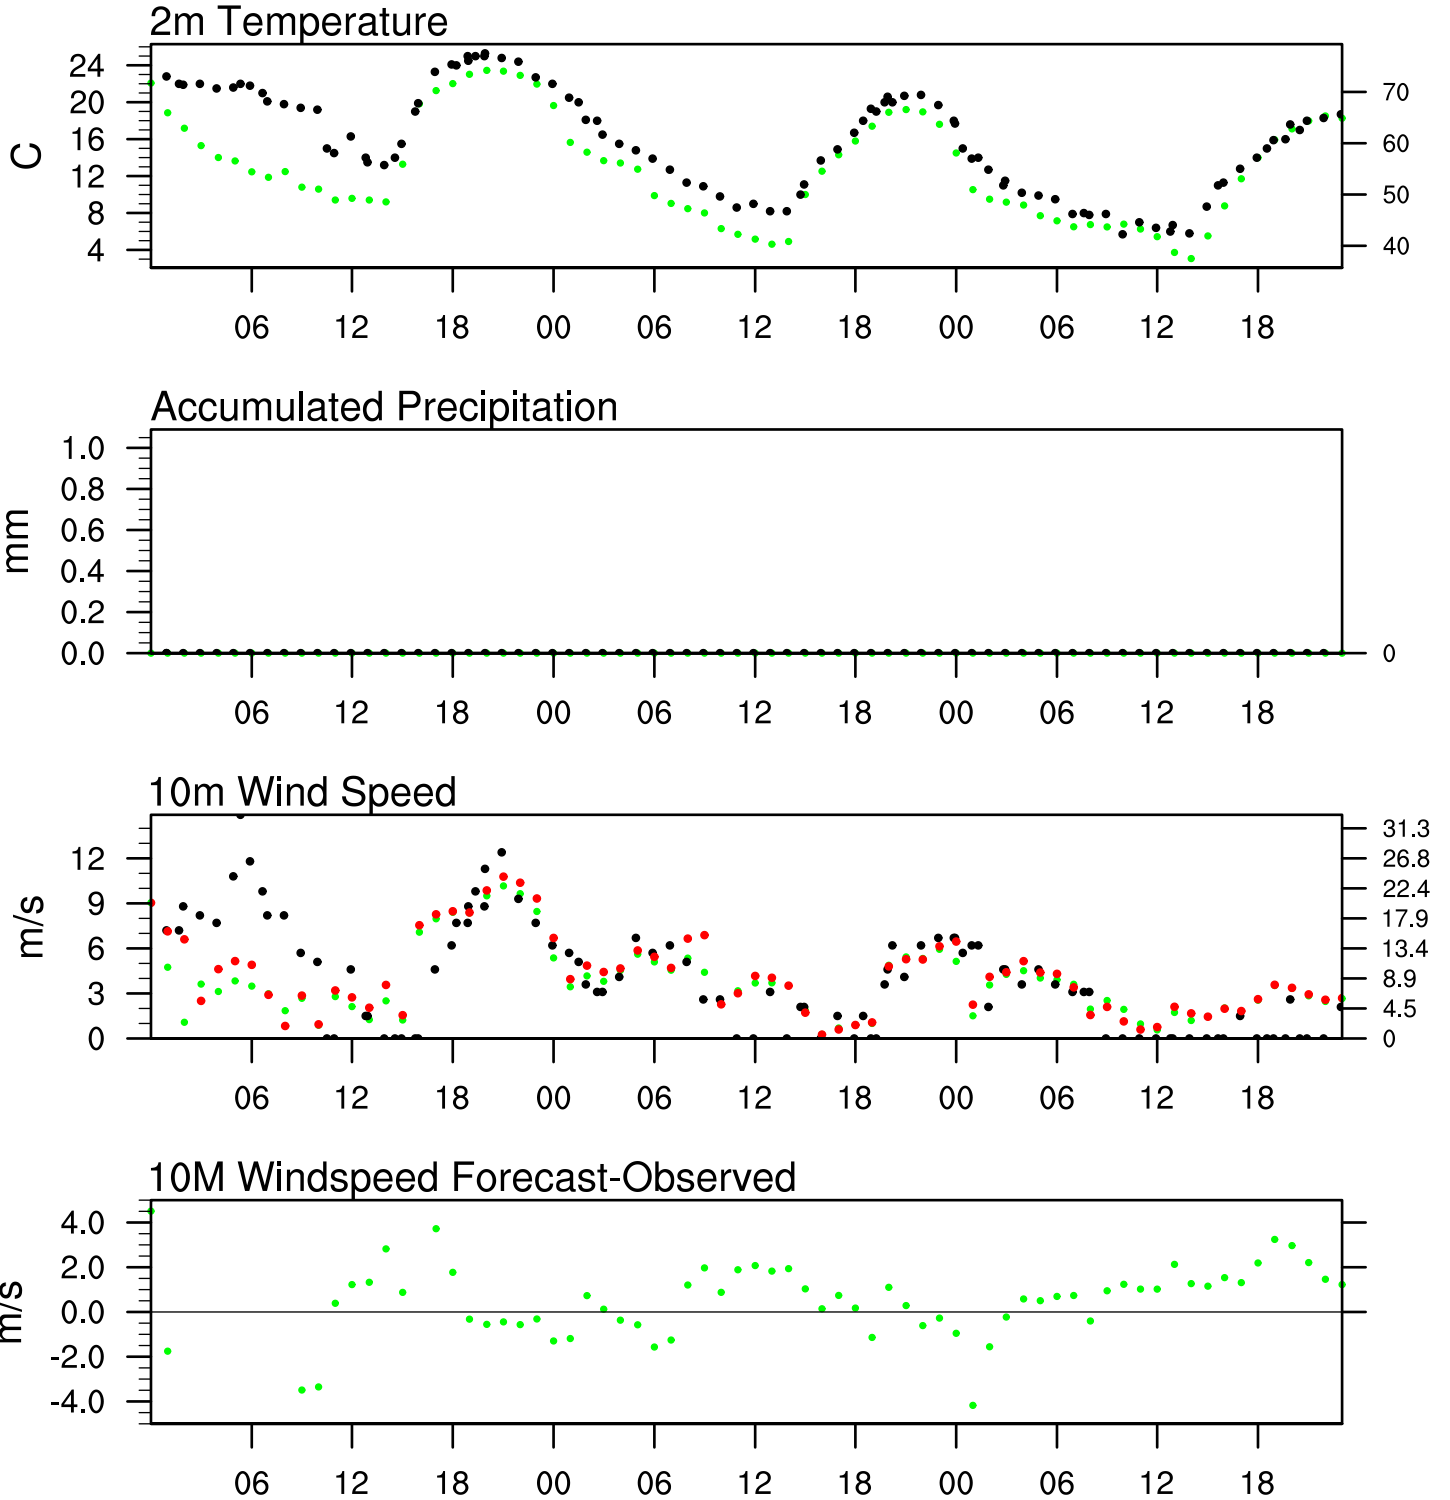 2m Temperature
C
24
20
16
12
8
4
70
60
50
40
06 12 18 00 06 12 18 00 06 12 18
Accumulated Precipitation
mm
1.0
0.8
0.6
0.4
0.2
0.0
0
06 12 18 00 06 12 18 00 06 12 18
10m Wind Speed
m/s
12
9
6
3
0
31.3
26.8
22.4
17.9
13.4
8.9
4.5
0
06 12 18 00 06 12 18 00 06 12 18
10M Windspeed Forecast-Observed
m/s
4.0
2.0
0.0
-2.0
-4.0
06 12 18 00 06 12 18 00 06 12 18